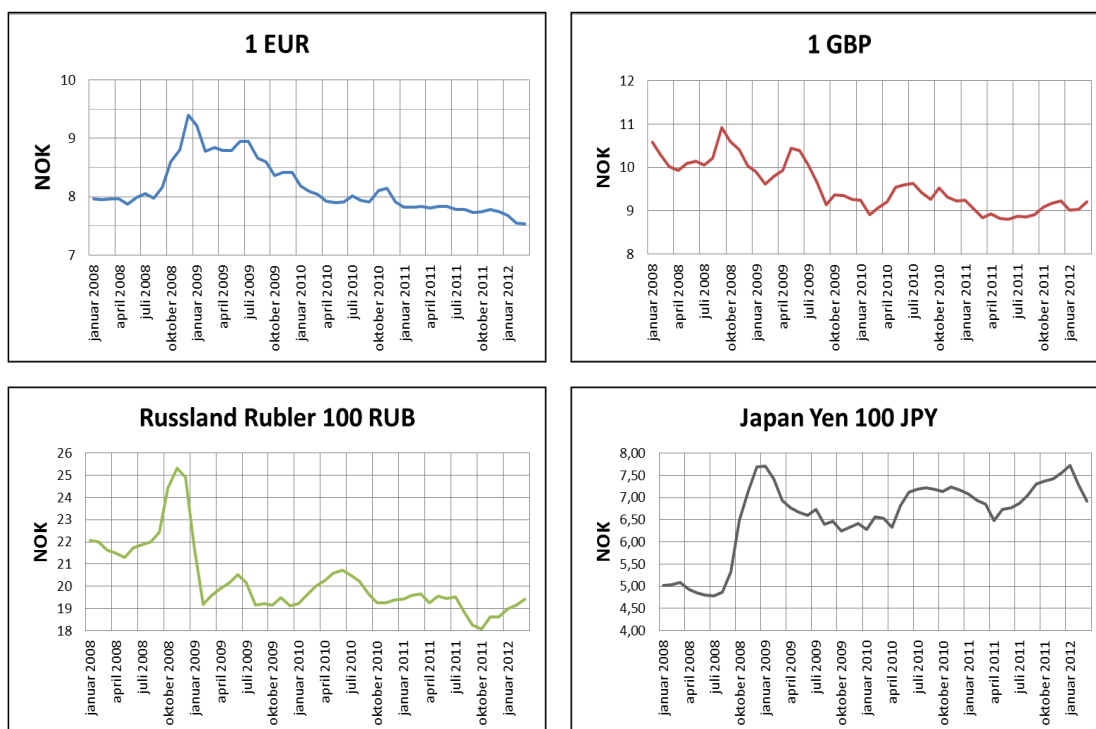 1 EUR
NOK
10
9
8
7
januar 2008
april 2008
juli 2008
oktober 2008
januar 2009
april 2009
juli 2009
oktober 2009
januar 2010
april 2010
juli 2010
oktober 2010
januar 2011
april 2011
juli 2011
oktober 2011
januar 2012
1 GBP
NOK
12
11
10
9
8
januar 2008
april 2008
juli 2008
oktober 2008
januar 2009
april 2009
juli 2009
oktober 2009
januar 2010
april 2010
juli 2010
oktober 2010
januar 2011
april 2011
juli 2011
oktober 2011
januar 2012
Russland Rubler 100 RUB
NOK
26
25
24
23
22
21
20
19
18
januar 2008
april 2008
juli 2008
oktober 2008
januar 2009
april 2009
juli 2009
oktober 2009
januar 2010
april 2010
juli 2010
oktober 2010
januar 2011
april 2011
juli 2011
oktober 2011
januar 2012
Japan Yen 100 JPY
NOK
8,00
7,50
7,00
6,50
6,00
5,50
5,00
4,50
4,00
januar 2008
april 2008
juli 2008
oktober 2008
januar 2009
april 2009
juli 2009
oktober 2009
januar 2010
april 2010
juli 2010
oktober 2010
januar 2011
april 2011
juli 2011
oktober 2011
januar 2012